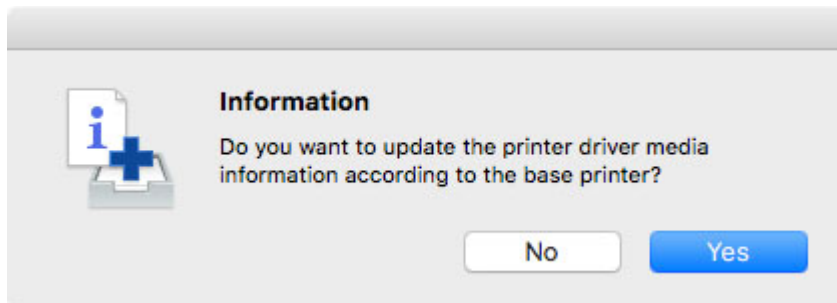 i
Information
Do you want to update the printer driver media
information according to the base printer?
No
Yes